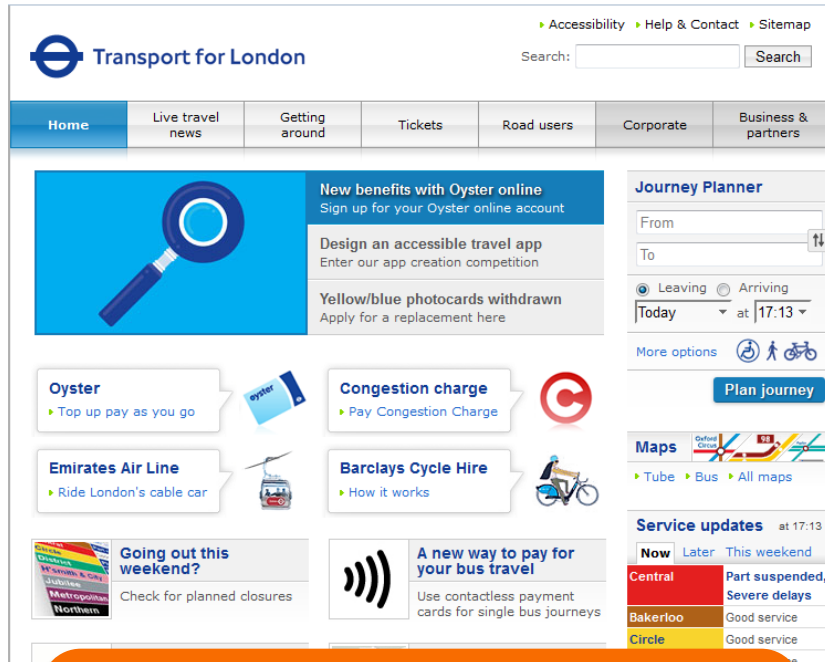 Accessibility Help & Contact Sitemap
Transport for London
Search: Search
Home
Live travel
news
Getting
around
Tickets
Road users
Corporate
Business &
partners
New benefits with Oyster online
Sign up for your Oyster online account
Design an accessible travel app
Enter our app creation competition
Yellow/blue photocards withdrawn
Apply for a replacement here
Journey Planner
From
To
Leaving Arriving
Today at 17:13
More options
Plan journey
Oyster
Top up pay as you go
oyster
Congestion charge
Pay Congestion Charge
C
Emirates Air Line
Ride London's cable car
Barclays Cycle Hire
How it works
Maps
Oxford
Circus
98
Tube Bus All maps
Going out this
weekend?
Check for planned closures
Central
Circle
District
H'smith & City
Jubilee
Metropolitan
Northern
A new way to pay for
your bus travel
Use contactless payment
cards for single bus journeys
Service updates at 17:13
Now Later This weekend
Central Part suspended,
Severe delays
Bakerloo Good service
Circle Good service